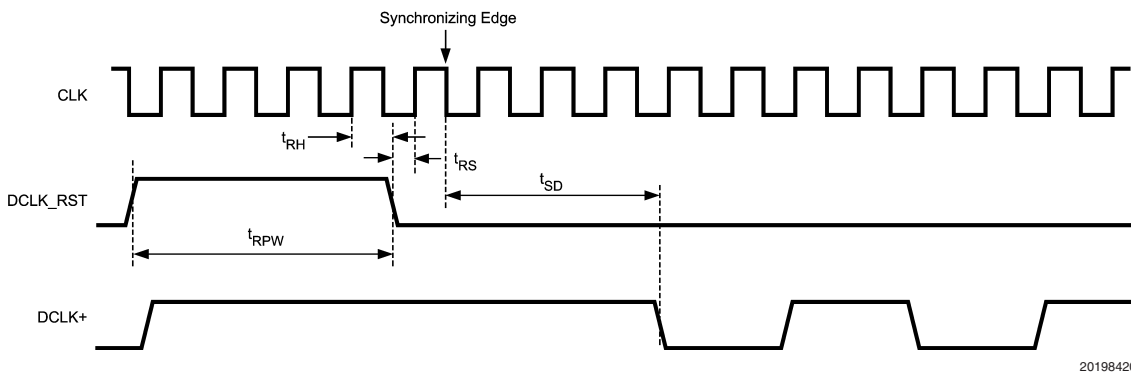 Synchronizing Edge
CLK
tRH
tRS
DCLK_RST
tSD
tRPW
DCLK+